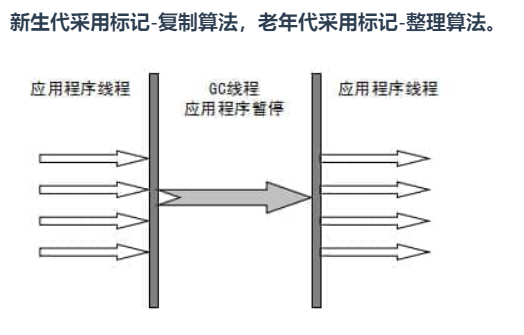 新生代采用标记-复制算法，老年代采用标记-整理算法。
应用程序线程
GC线程
应用程序暂停
应用程序线程